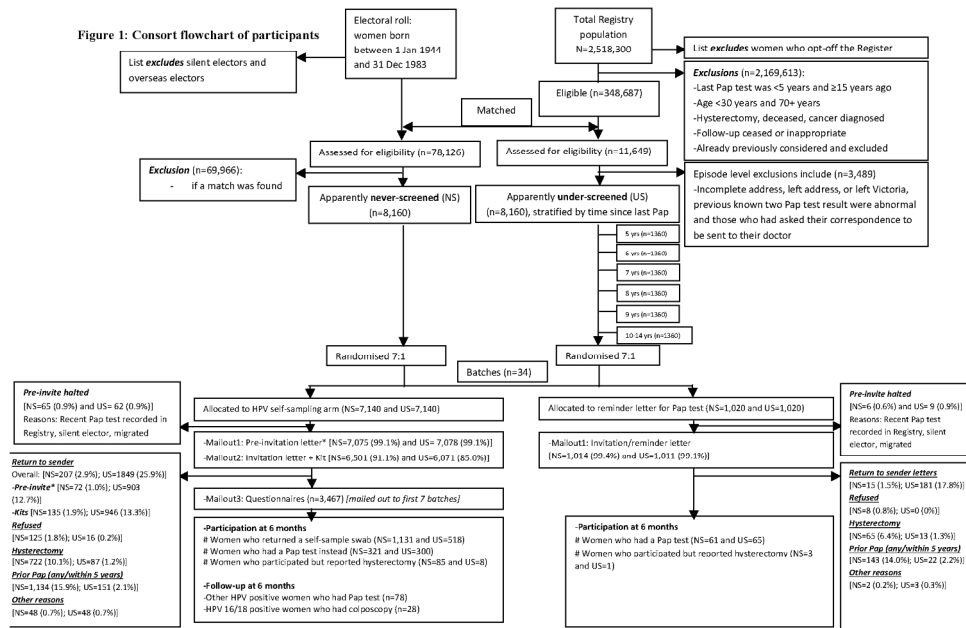 Figure 1: Consort flowchart of participants
Electoral roll:
women born
between 1 Jan 1944
and 31 Dec 1983
Total Registry
population
N=2,518,300
List excludes silent electors and
overseas electors
List excludes women who opt-off the Register
Eligible (n=348,687)
Exclusions (n=2,169,613):
-Last Pap test was <5 years and ≥15 years ago
-Age <30 years and 70+ years
-Hysterectomy, deceased, cancer diagnosed
-Follow-up ceased or inappropriate
-Already previously considered and excluded
Matched
Assessed for eligibility (n=78,126)
Assessed for eligibility (n=11,649)
Exclusion (n=69,966):
- if a match was found
Episode level exclusions include (n=3,489)
-Incomplete address, left address, or left Victoria,
previous known two Pap test result were abnormal
and those who had asked their correspondence to
be sent to their doctor
Apparently never-screened (NS)
(n=8,160)
Apparently under-screened (US)
(n=8,160), stratified by time since last Pap
5 yrs (n=1360)
6 yrs (n=1360)
7 yrs (n=1360)
8 yrs (n=1360)
9 yrs (n=1360)
10-14 yrs (n=1360)
Randomised 7:1
Randomised 7:1
Batches (n=34)
Pre-invite halted
[NS=65 (0.9%) and US= 62 (0.9%)]
Reasons: Recent Pap test recorded in
Registry, silent elector, migrated
Allocated to HPV self-sampling arm [NS=7,140 and US=7,140]
Allocated to reminder letter for Pap test [NS=1,020 and US=1,020]
Pre-invite halted
[NS=6 (0.6%) and US= 9 (0.9%)]
Reasons: Recent Pap test
recorded in Registry, silent
elector, migrated
-Mailout1: Pre-invitation letter* [NS=7,075 (99.1%) and US= 7,078 (99.1%)]
-Mailout2: Invitation letter + Kit [NS=6,501 (91.1%) and US=6,071 (85.0%)]
-Mailout1: Invitation/reminder letter
[NS=1,014 (99.4%) and US=1,011 (99.1%)]
Return to sender
Overall: [NS=207 (2.9%); US=1849 (25.9%)]
-Pre-invite* [NS=72 (1.0%); US=903
(12.7%)]
-Kits [NS=135 (1.9%); US=946 (13.3%)]
Refused
[NS=125 (1.8%); US=16 (0.2%)]
Hysterectomy
[NS=722 (10.1%); US=87 (1.2%)]
Prior Pap (any/within 5 years)
[NS=1,134 (15.9%); US=151 (2.1%)]
Other reasons
[NS=48 (0.7%); US=48 (0.7%)]
-Mailout3: Questionnaires (n=3,467) [mailed out to first 7 batches]
-Participation at 6 months
# Women who returned a self-sample swab (NS=1,131 and US=518)
# Women who had a Pap test instead (NS=321 and US=300)
# Women who participated but reported hysterectomy (NS=85 and US=8)
-Follow-up at 6 months
-Other HPV positive women who had Pap test (n=78)
-HPV 16/18 positive women who had colposcopy (n=28)
-Participation at 6 months
# Women who had a Pap test (NS=61 and US=65)
# Women who participated but reported hysterectomy (NS=3
and US=1)
Return to sender letters
[NS=15 (1.5%); US=181 (17.8%)]
Refused
[NS=8 (0.8%); US=0 (0%)]
Hysterectomy
[NS=65 (6.4%); US=13 (1.3%)]
Prior Pap (any/within 5 years)
[NS=143 (14.0%); US=22 (2.2%)]
Other reasons
[NS=2 (0.2%); US=3 (0.3%)]